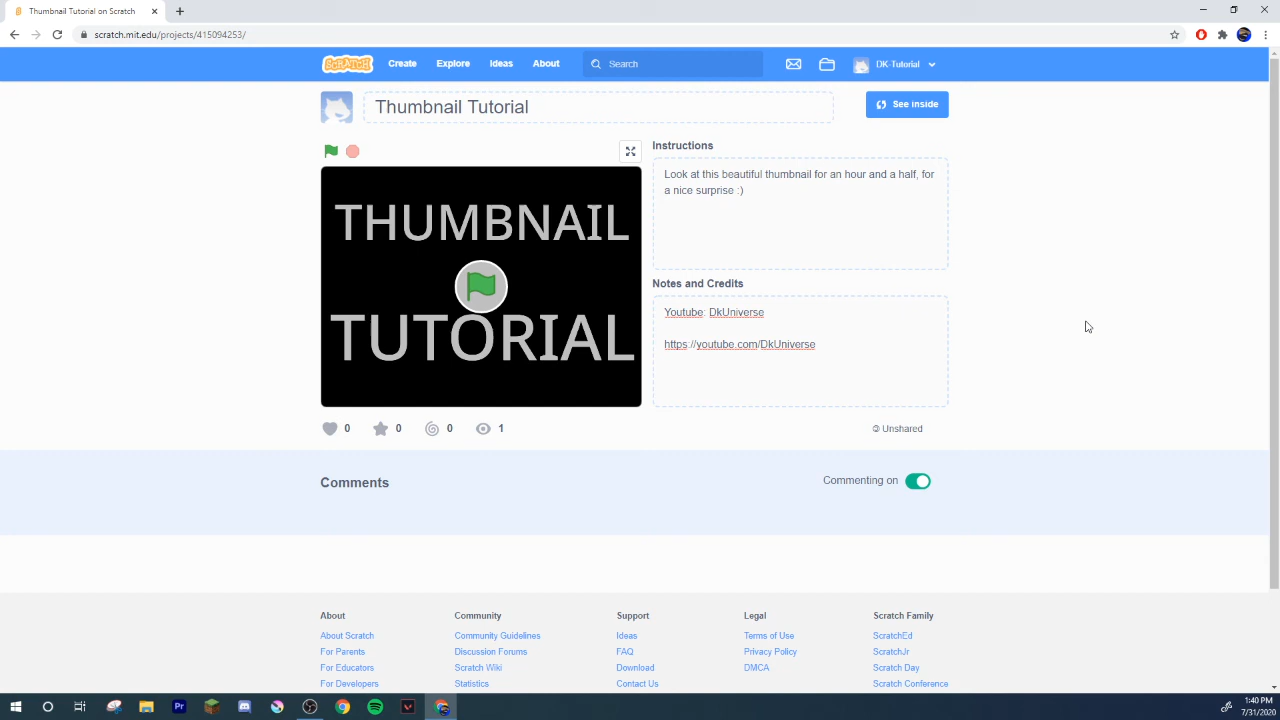 Thumbnail Tutorial on Scratch
scratch.mit.edu/projects/415094253/
SCRATCH Create Explore Ideas About Search DK-Tutorial
Thumbnail Tutorial
See inside
Instructions
Look at this beautiful thumbnail for an hour and a half, for
a nice surprise :)
THUMBNAIL
TUTORIAL
Notes and Credits
Youtube: DkUniverse
https://youtube.com/DkUniverse
0 0 0 1
Unshared
Comments
Commenting on
About Community Support Legal Scratch Family
About Scratch Community Guidelines Ideas Terms of Use ScratchEd
For Parents Discussion Forums FAQ Privacy Policy ScratchJr
For Educators Scratch Wiki Download DMCA Scratch Day
For Developers Statistics Contact Us Scratch Conference
Pr
1:40 PM
7/31/2020